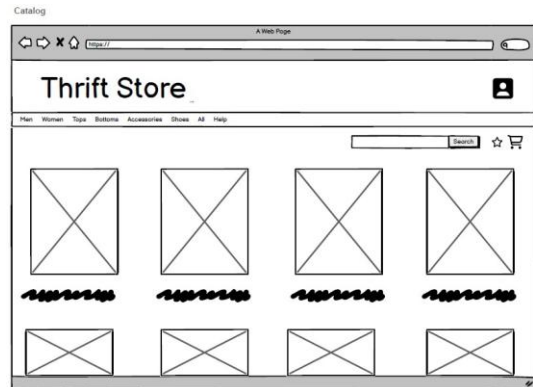 Catalog
A Web Page
https://
Thrift Store
Men Women Tops Bottoms Accessories Shoes All Help
Search